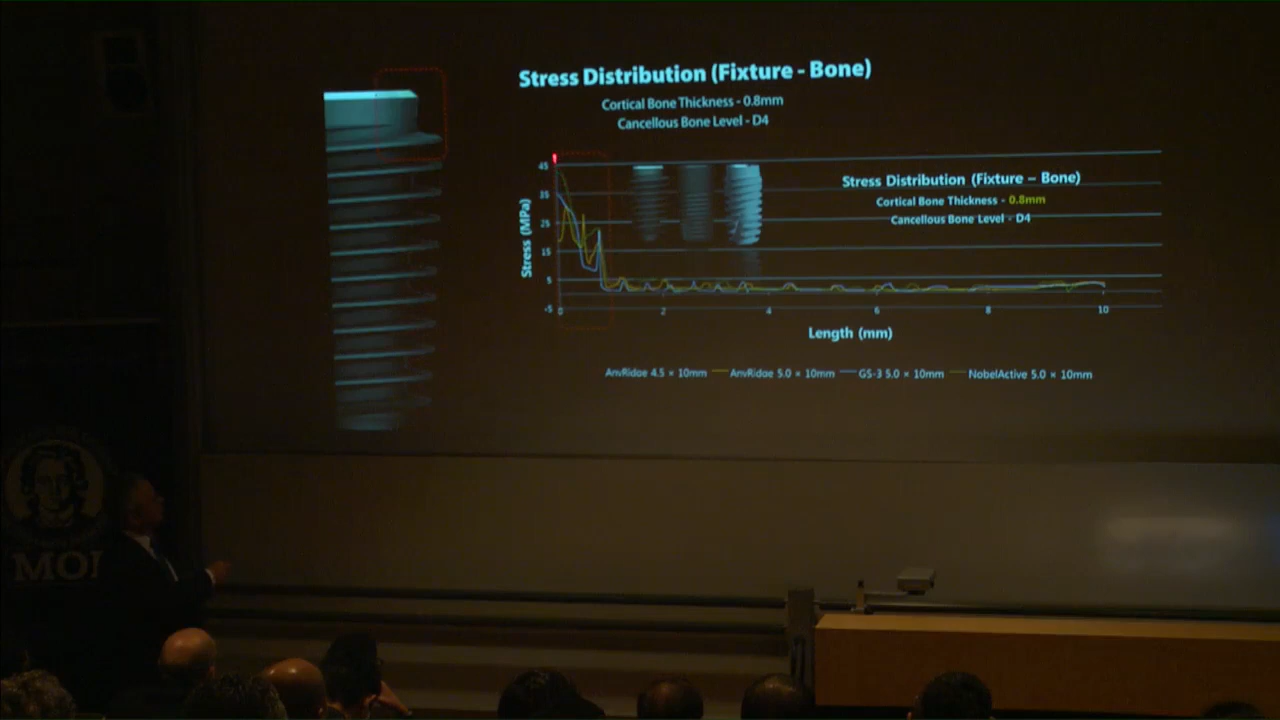 Stress Distribution (Fixture - Bone)
Cortical Bone Thickness - 0.8mm
Cancellous Bone Level - D4
Stress Distribution (Fixture – Bone)
Cortical Bone Thickness - 0.8mm
Cancellous Bone Level - D4
Stress (MPa)
45
35
25
15
5
-5
0 2 4 6 8 10
Length (mm)
AnyRidge 4.5 × 10mm AnyRidge 5.0 × 10mm GS-3 5.0 × 10mm NobelActive 5.0 × 10mm